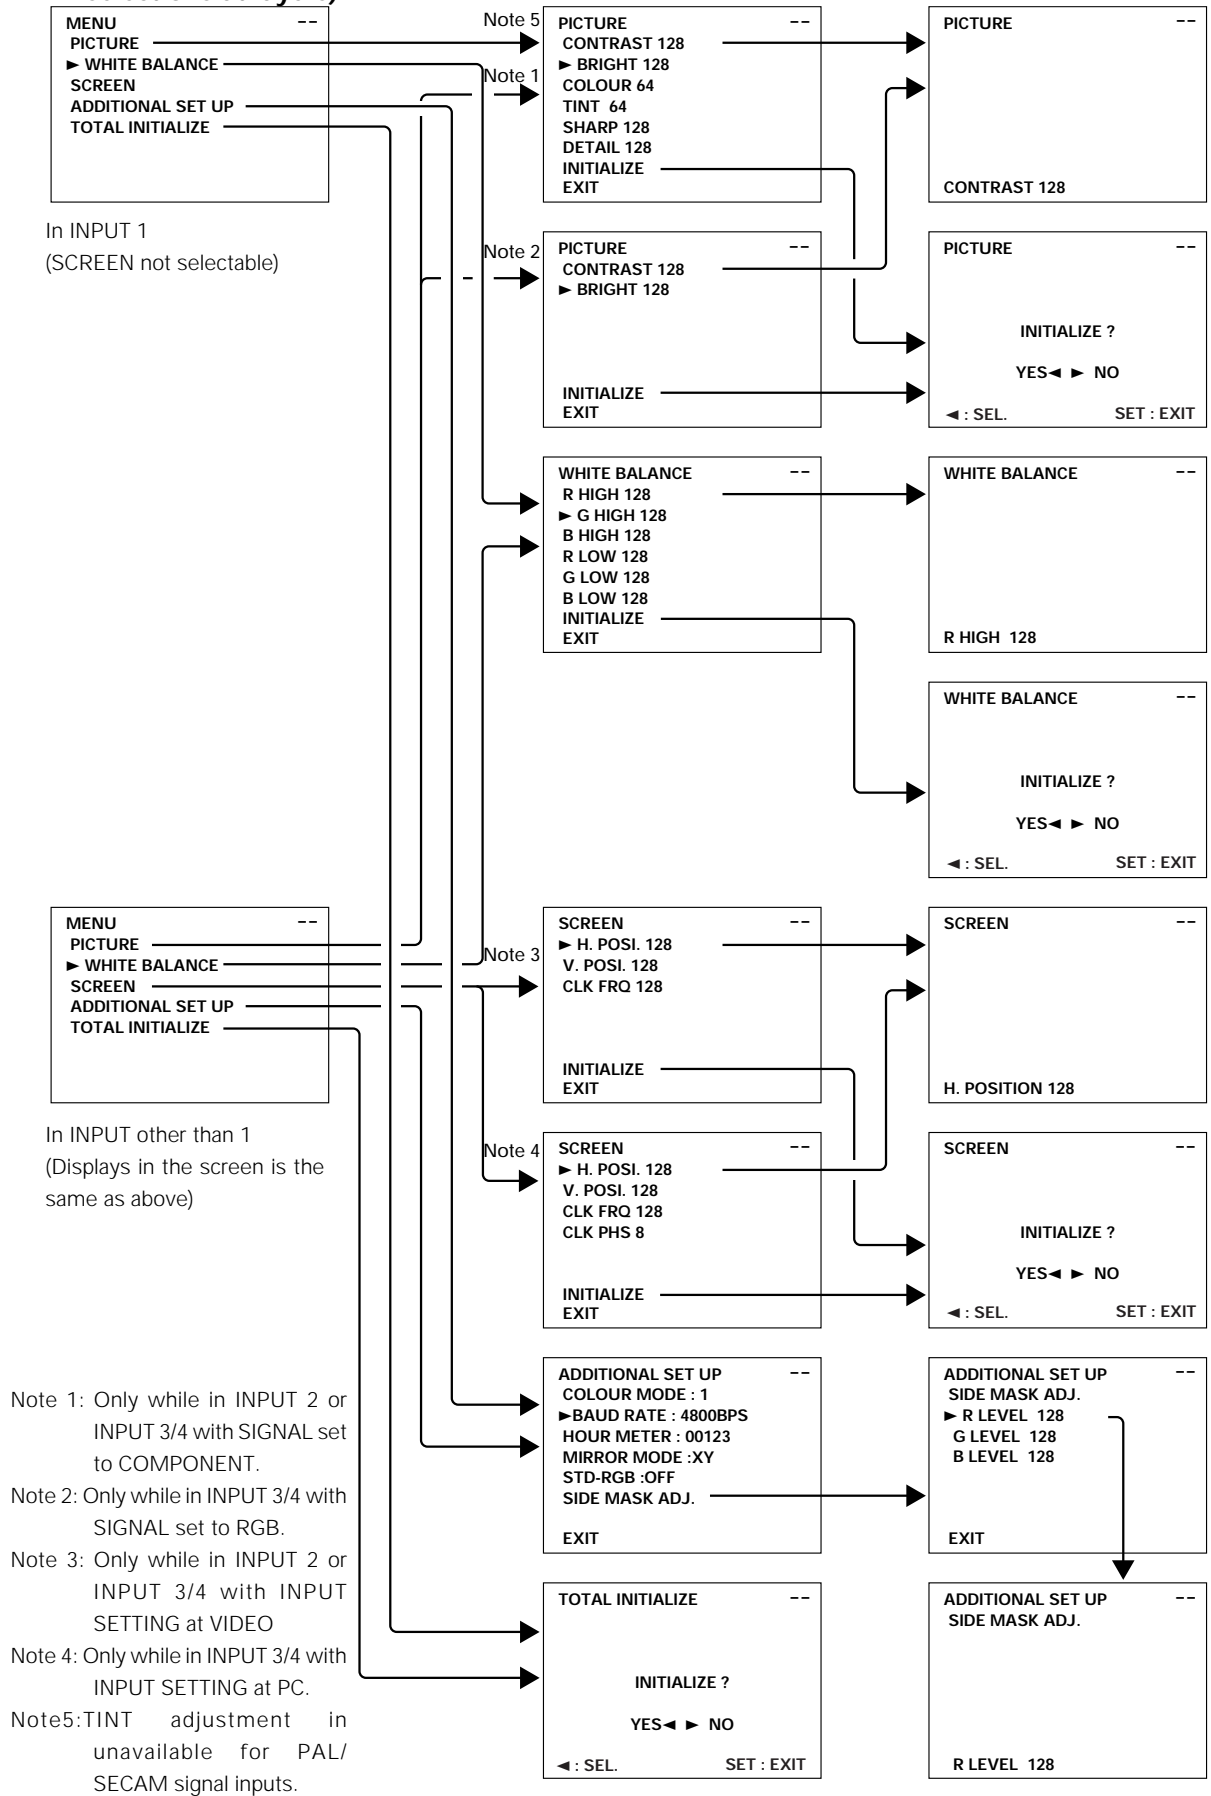 MENU --
PICTURE
► WHITE BALANCE
SCREEN
ADDITIONAL SET UP
TOTAL INITIALIZE
In INPUT 1
(SCREEN not selectable)
Note 5
Note 1
PICTURE
CONTRAST 128
► BRIGHT 128
COLOUR 64
TINT 64
SHARP 128
DETAIL 128
INITIALIZE
EXIT
PICTURE --
CONTRAST 128
Note 2
PICTURE --
CONTRAST 128
► BRIGHT 128
INITIALIZE
EXIT
PICTURE --
INITIALIZE ?
YES◄ ► NO
◄ : SEL. SET : EXIT
WHITE BALANCE --
R HIGH 128
► G HIGH 128
B HIGH 128
R LOW 128
G LOW 128
B LOW 128
INITIALIZE
EXIT
WHITE BALANCE --
R HIGH 128
WHITE BALANCE --
INITIALIZE ?
YES◄ ► NO
◄ : SEL. SET : EXIT
MENU --
PICTURE
► WHITE BALANCE
SCREEN
ADDITIONAL SET UP
TOTAL INITIALIZE
In INPUT other than 1
(Displays in the screen is the
same as above)
Note 3
SCREEN --
► H. POSI. 128
V. POSI. 128
CLK FRQ 128
INITIALIZE
EXIT
SCREEN --
H. POSITION 128
Note 4
SCREEN --
► H. POSI. 128
V. POSI. 128
CLK FRQ 128
CLK PHS 8
INITIALIZE
EXIT
SCREEN --
INITIALIZE ?
YES◄ ► NO
◄ : SEL. SET : EXIT
ADDITIONAL SET UP --
COLOUR MODE : 1
►BAUD RATE : 4800BPS
HOUR METER : 00123
MIRROR MODE :XY
STD-RGB :OFF
SIDE MASK ADJ.
EXIT
ADDITIONAL SET UP --
SIDE MASK ADJ.
► R LEVEL 128
G LEVEL 128
B LEVEL 128
EXIT
TOTAL INITIALIZE --
INITIALIZE ?
YES◄ ► NO
◄ : SEL. SET : EXIT
ADDITIONAL SET UP --
SIDE MASK ADJ.
R LEVEL 128
Note 1: Only while in INPUT 2 or
INPUT 3/4 with SIGNAL set
to COMPONENT.
Note 2: Only while in INPUT 3/4 with
SIGNAL set to RGB.
Note 3: Only while in INPUT 2 or
INPUT 3/4 with INPUT
SETTING at VIDEO
Note 4: Only while in INPUT 3/4 with
INPUT SETTING at PC.
Note5:TINT adjustment in
unavailable for PAL/
SECAM signal inputs.